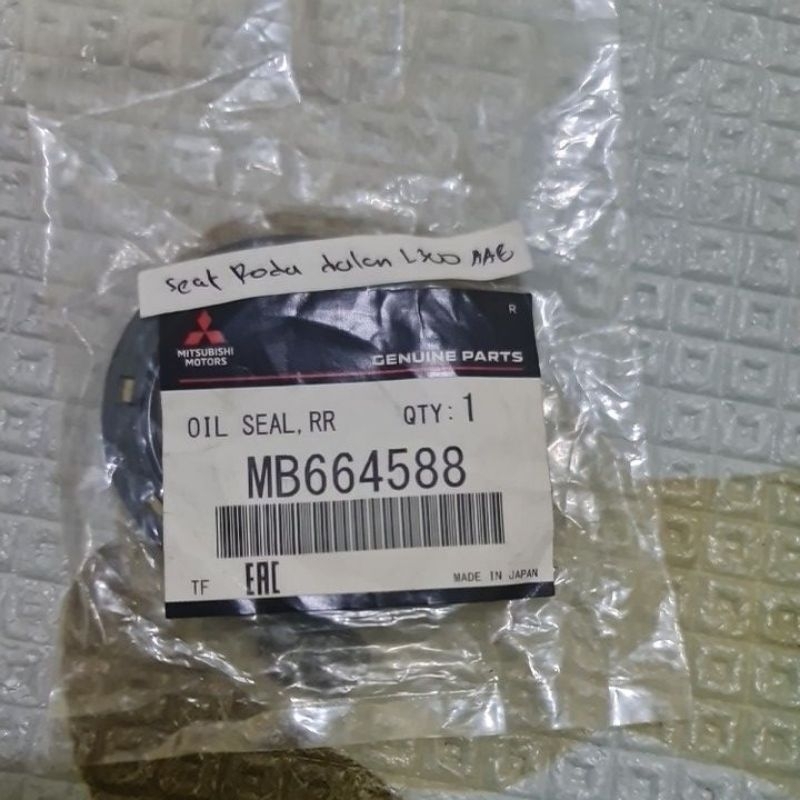 Seal Roda dalam L300
R
MITSUBISHI
MOTORS
GENUINE PARTS
OIL SEAL, RR QTY: 1
MB664588
TF EAC MADE IN JAPAN